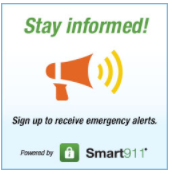 Stay informed!
Sign up to receive emergency alerts.
Powered by Smart911